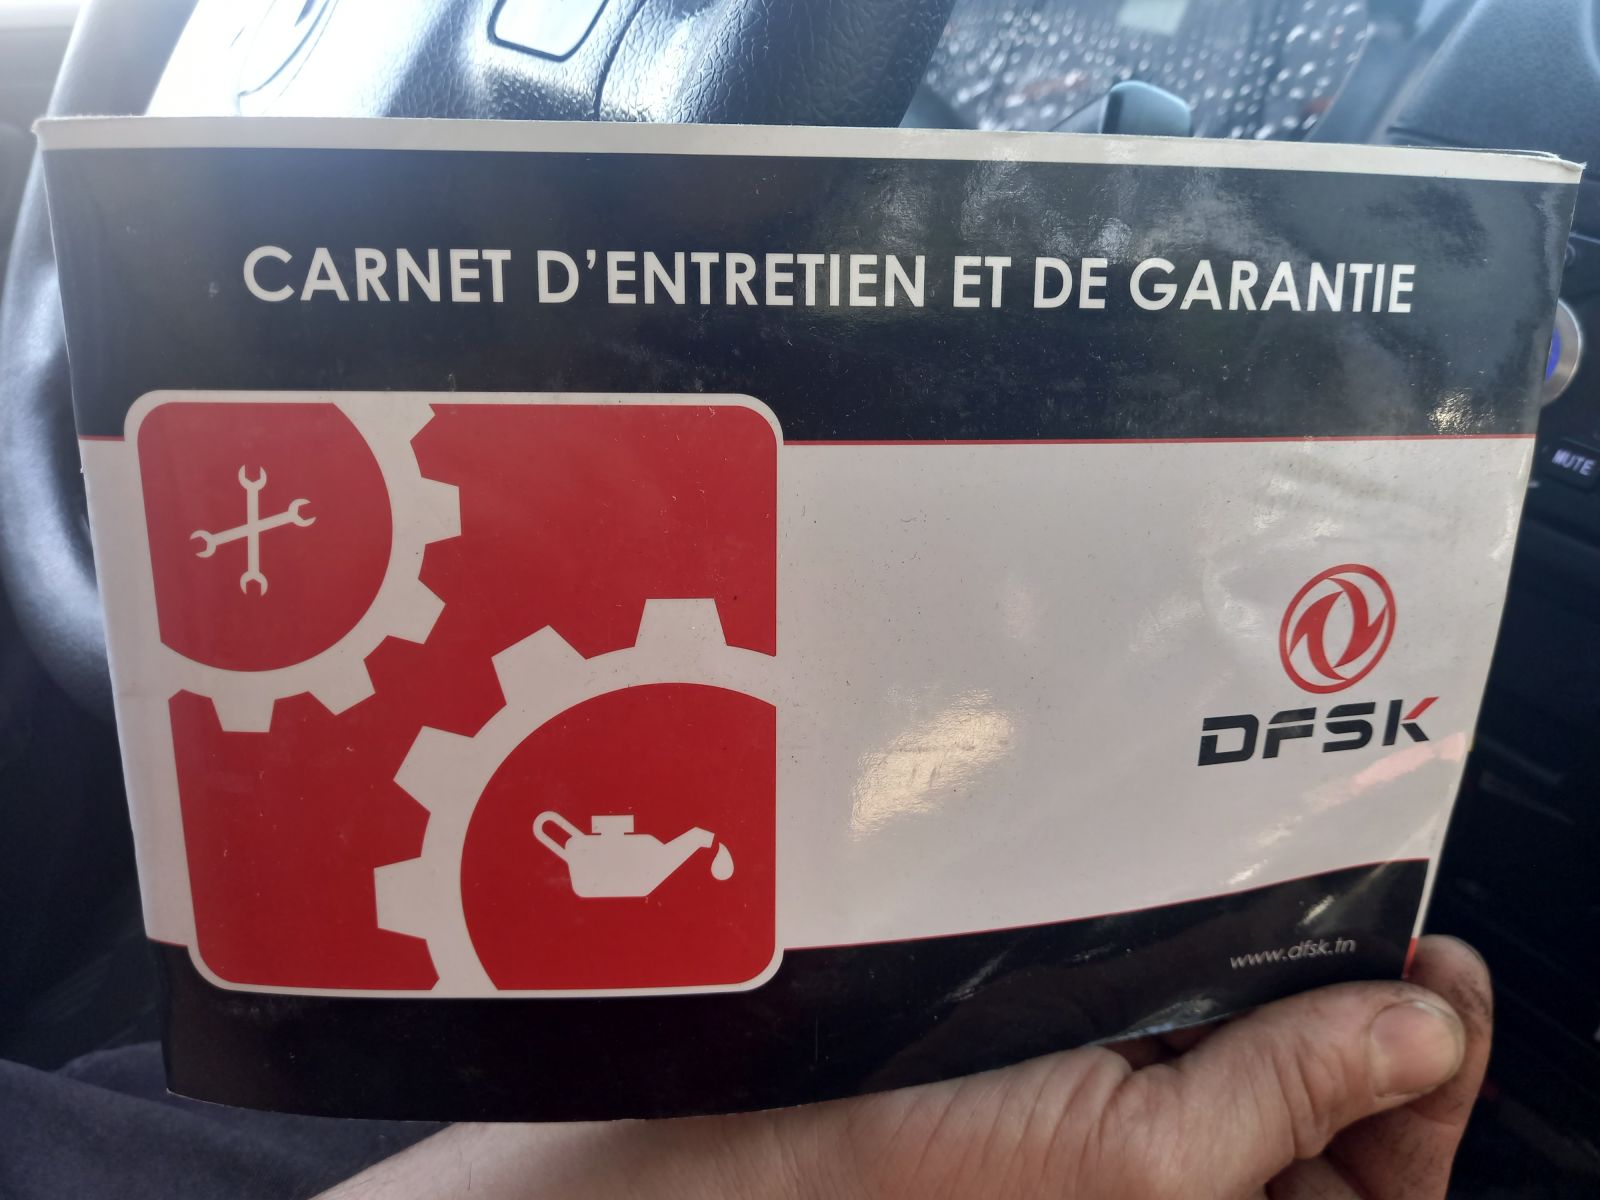 CARNET D'ENTRETIEN ET DE GARANTIE
MUTE
DFSK
www.dfsk.tn